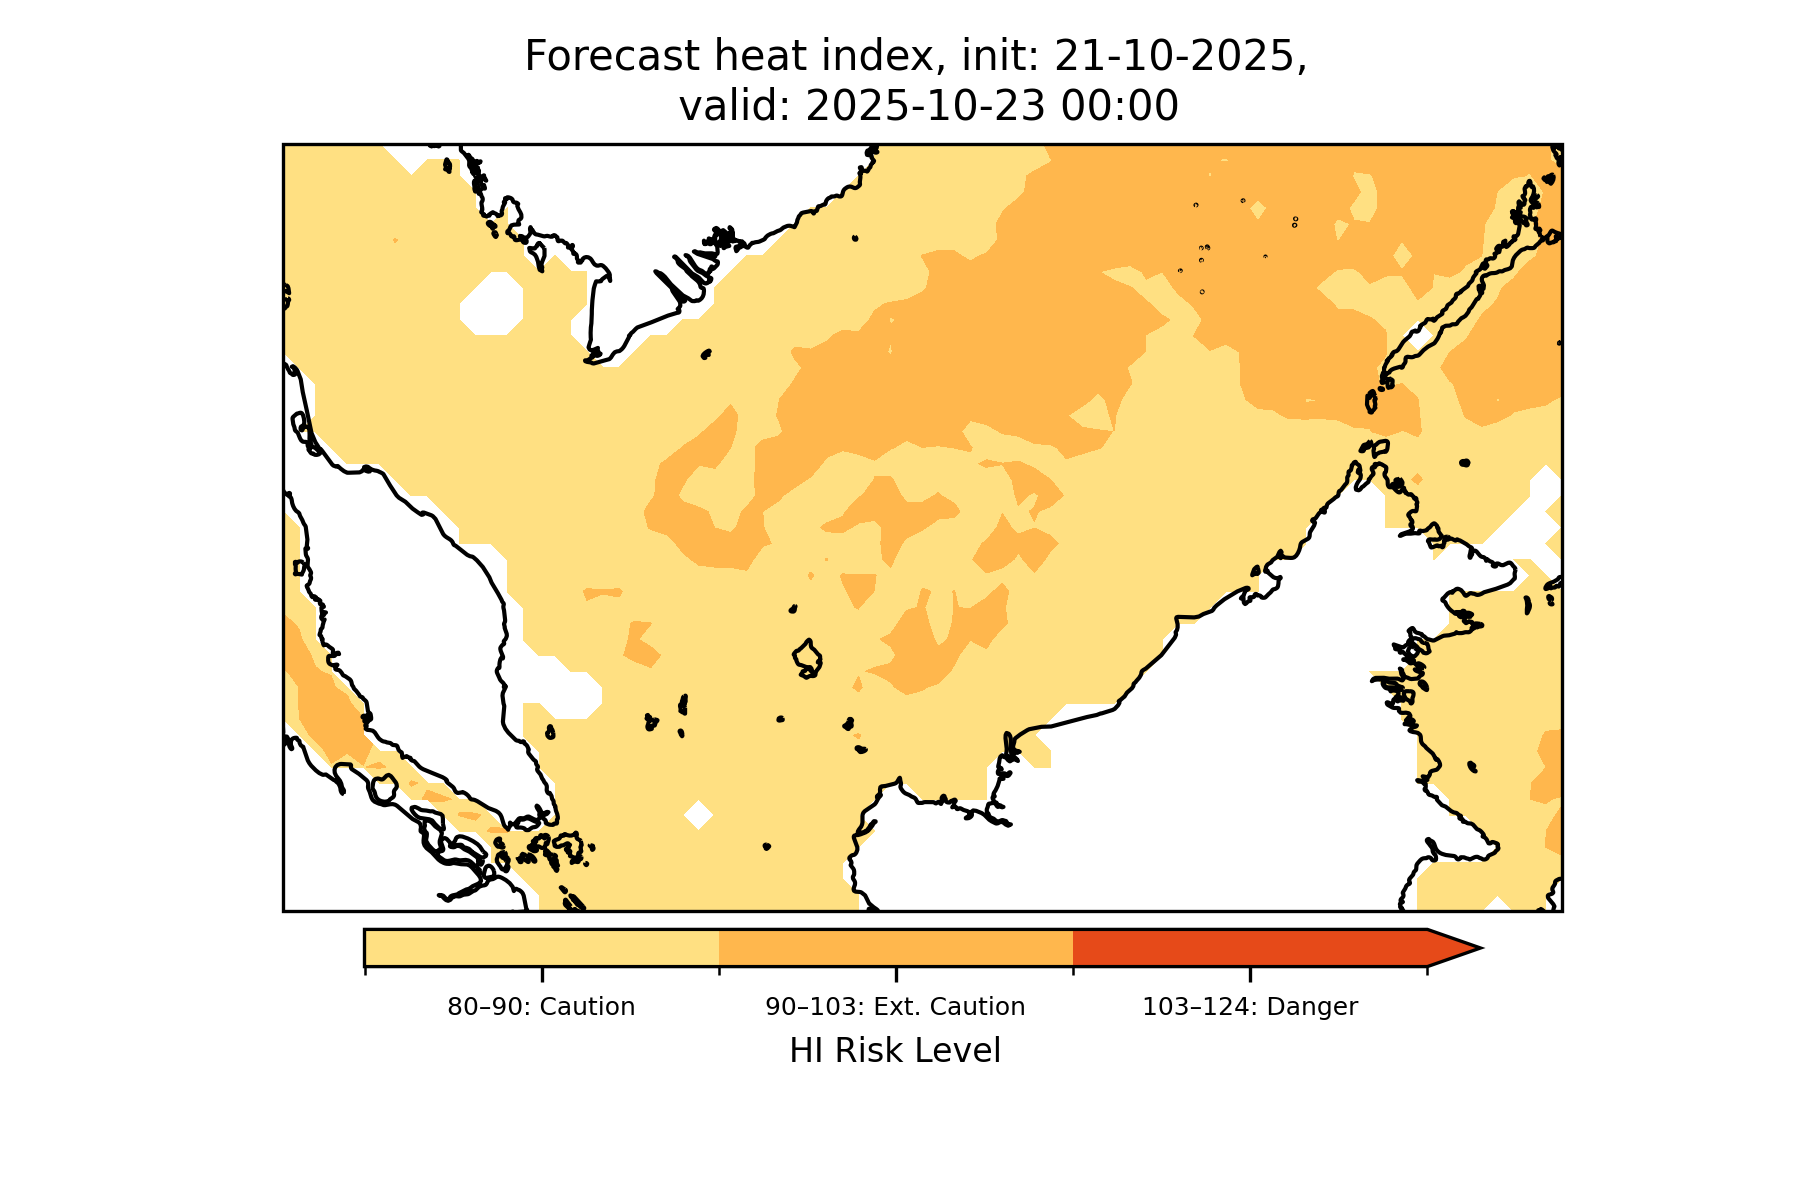 Forecast heat index, init: 21-10-2025,
valid: 2025-10-23 00:00
80–90: Caution
90–103: Ext. Caution
103–124: Danger
HI Risk Level